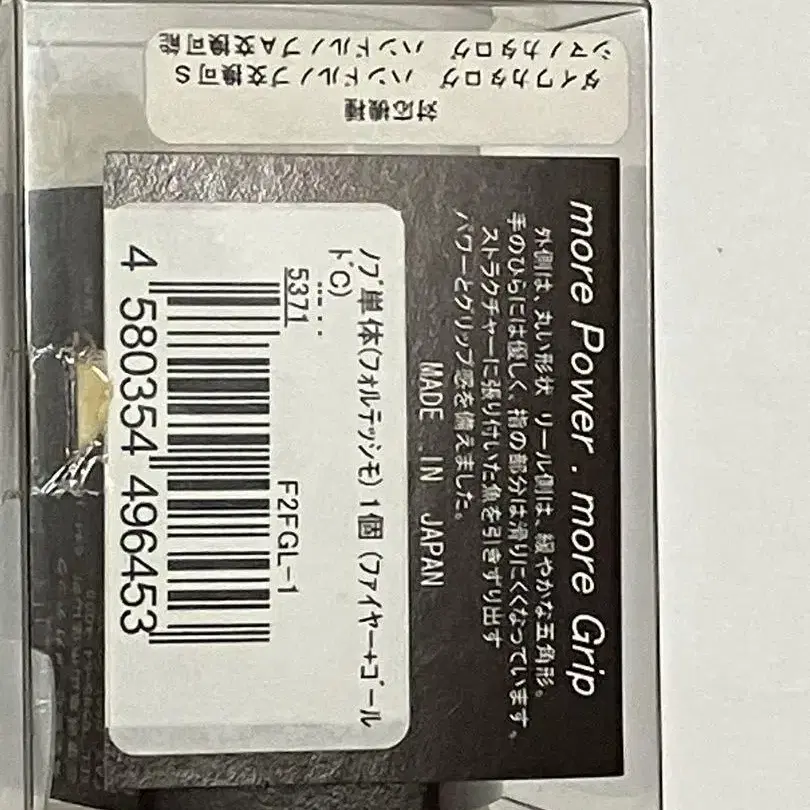 対応機種
ダイワカタログ ハンドルノブ交換可S
シマノカタログ ハンドルノブA交換可能
more Power . more Grip
外側は、丸い形状 リール側は、緩やかな五角形。
手のひらには優しく、指の部分は滑りにくくなっています。
ストラクチャーに張り付いた魚を引きずり出す
パワーとグリップ感を備えました。
MADE IN JAPAN
ﾉﾌﾞ単体(ﾌｫﾙﾃｯｼﾓ) 1個 (ﾌｧｲﾔｰ+ｺﾞｰﾙ
ﾄﾞC)
5371
F2FGL-1
4 580354 496453